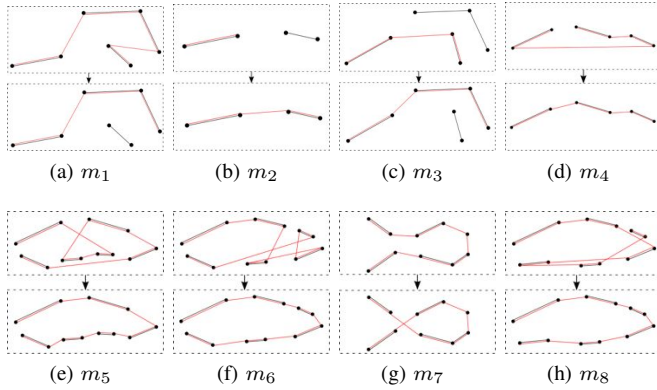 (a) m₁ (b) m₂ (c) m₃ (d) m₄
(e) m₅ (f) m₆ (g) m₇ (h) m₈